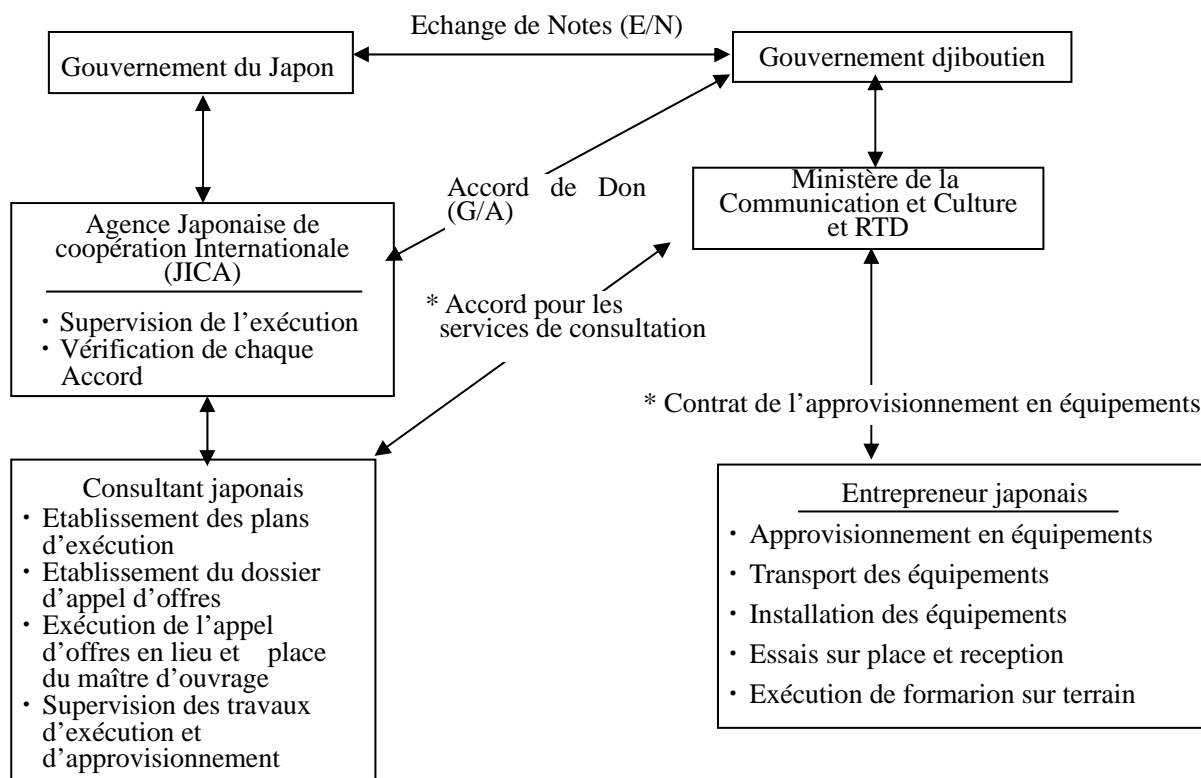 Echange de Notes (E/N)
Gouvernement du Japon
Gouvernement djiboutien
Accord de Don
(G/A)
Ministère de la
Communication et Culture
et RTD
Agence Japonaise de
coopération Internationale
(JICA)
・Supervision de l’exécution
・Vérification de chaque
Accord
* Accord pour les
services de consultation
* Contrat de l’approvisionnement en équipements
Consultant japonais
・Etablissement des plans
d’exécution
・Etablissement du dossier
d’appel d’offres
・Exécution de l’appel
d’offres en lieu et place
du maître d’ouvrage
・Supervision des travaux
d’exécution et
d’approvisionnement
Entrepreneur japonais
・Approvisionnement en équipements
・Transport des équipements
・Installation des équipements
・Essais sur place et reception
・Exécution de formarion sur terrain